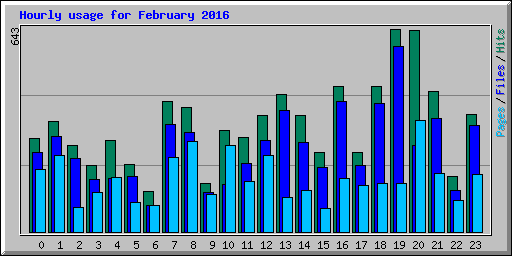 Hourly usage for February 2016
643
Pages / Files / Hits
0 1 2 3 4 5 6 7 8 9 10 11 12 13 14 15 16 17 18 19 20 21 22 23